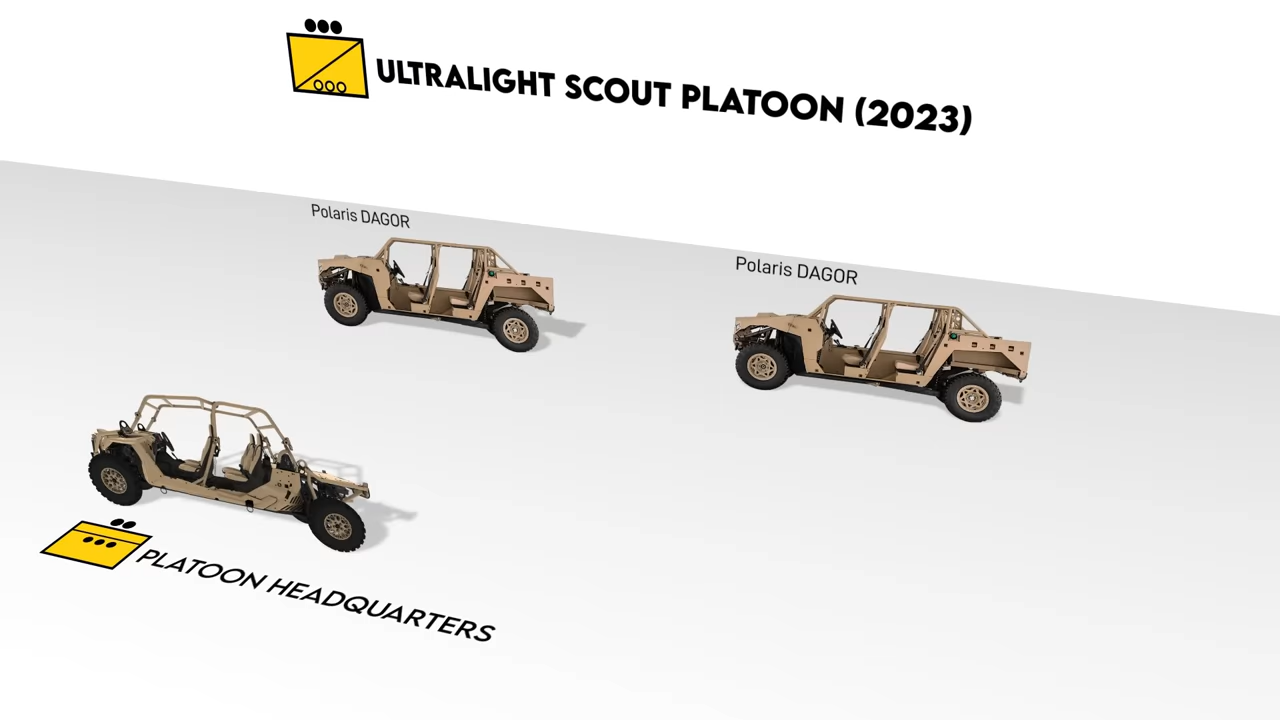 ULTRALIGHT SCOUT PLATOON (2023)
Polaris DAGOR
Polaris DAGOR
PLATOON HEADQUARTERS